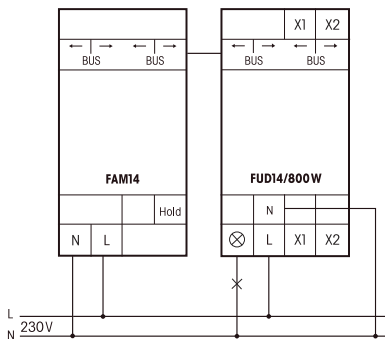 X1 X2
BUS BUS BUS BUS
FAM14 FUD14/800W
Hold N
N L L X1 X2
L
230V
N